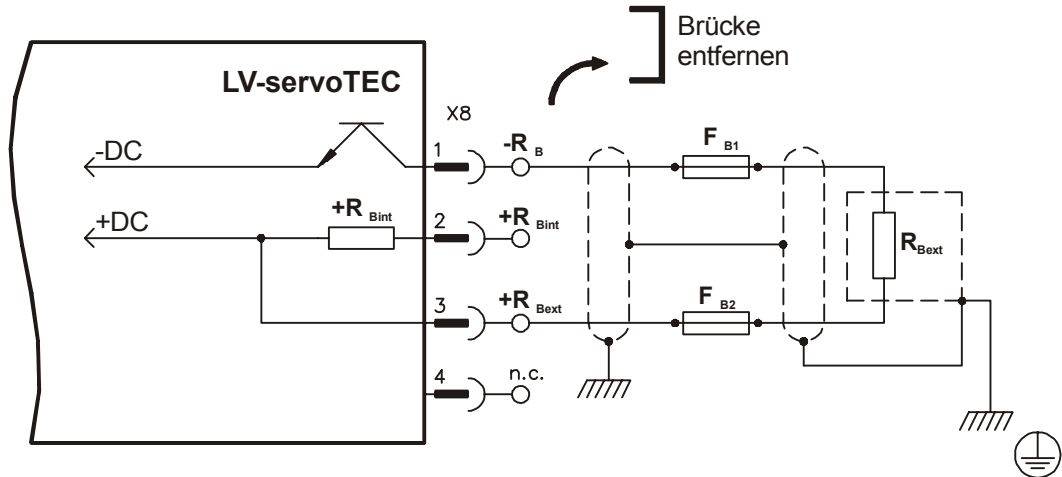 Brücke
entfernen
LV-servoTEC
X8
-DC
1
-R B
F B1
+DC
+R Bint
2
+R Bint
R Bext
3
+R Bext
F B2
4
n.c.